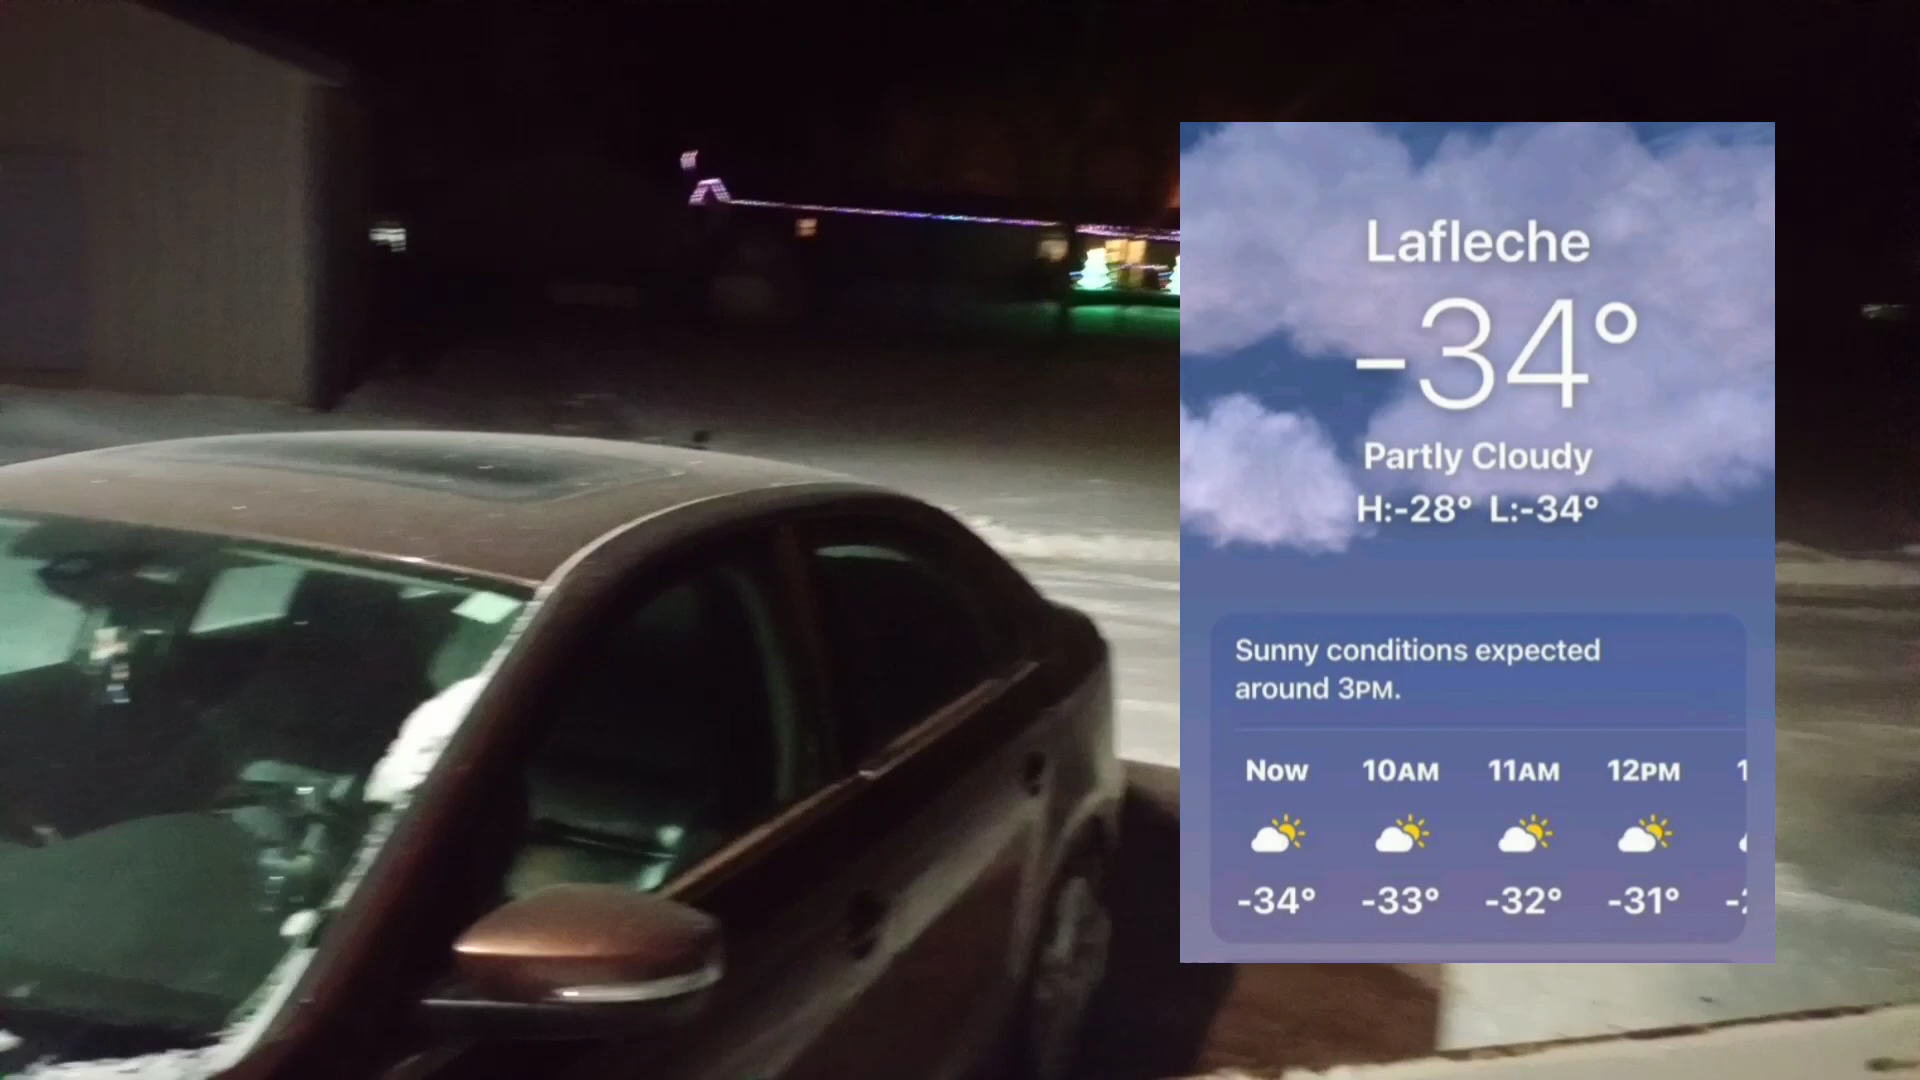 Lafleche
-34°
Partly Cloudy
H:-28° L:-34°
Sunny conditions expected
around 3PM.
Now 10AM 11AM 12PM
-34° -33° -32° -31°